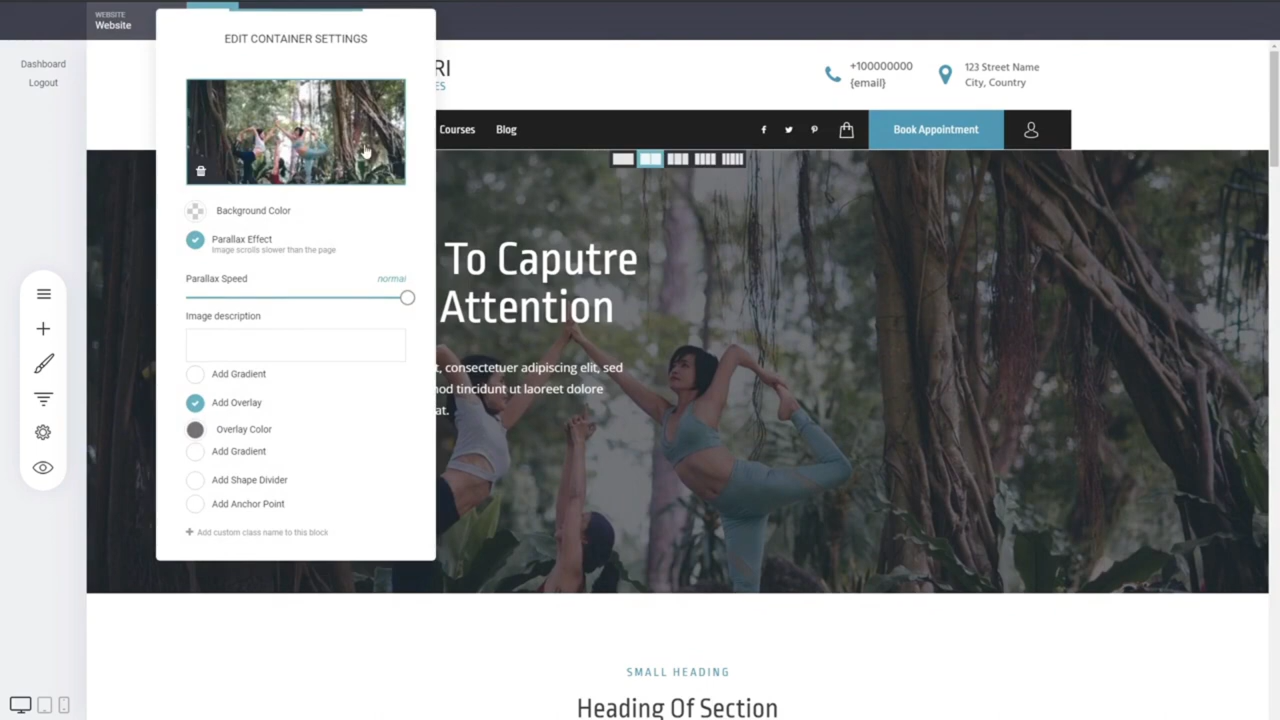 WEBSITE
Website
Dashboard
Logout
EDIT CONTAINER SETTINGS
Background Color
Parallax Effect
Image scrolls slower than the page
Parallax Speed
normal
Image description
Add Gradient
Add Overlay
Overlay Color
Add Gradient
Add Shape Divider
Add Anchor Point
+ Add custom class name to this block
RI
ES
+100000000
{email}
123 Street Name
City, Country
Courses
Blog
Book Appointment
To Caputre
Attention
t, consectetuer adipiscing elit, sed
nod tincidunt ut laoreet dolore
at.
SMALL HEADING
Heading Of Section